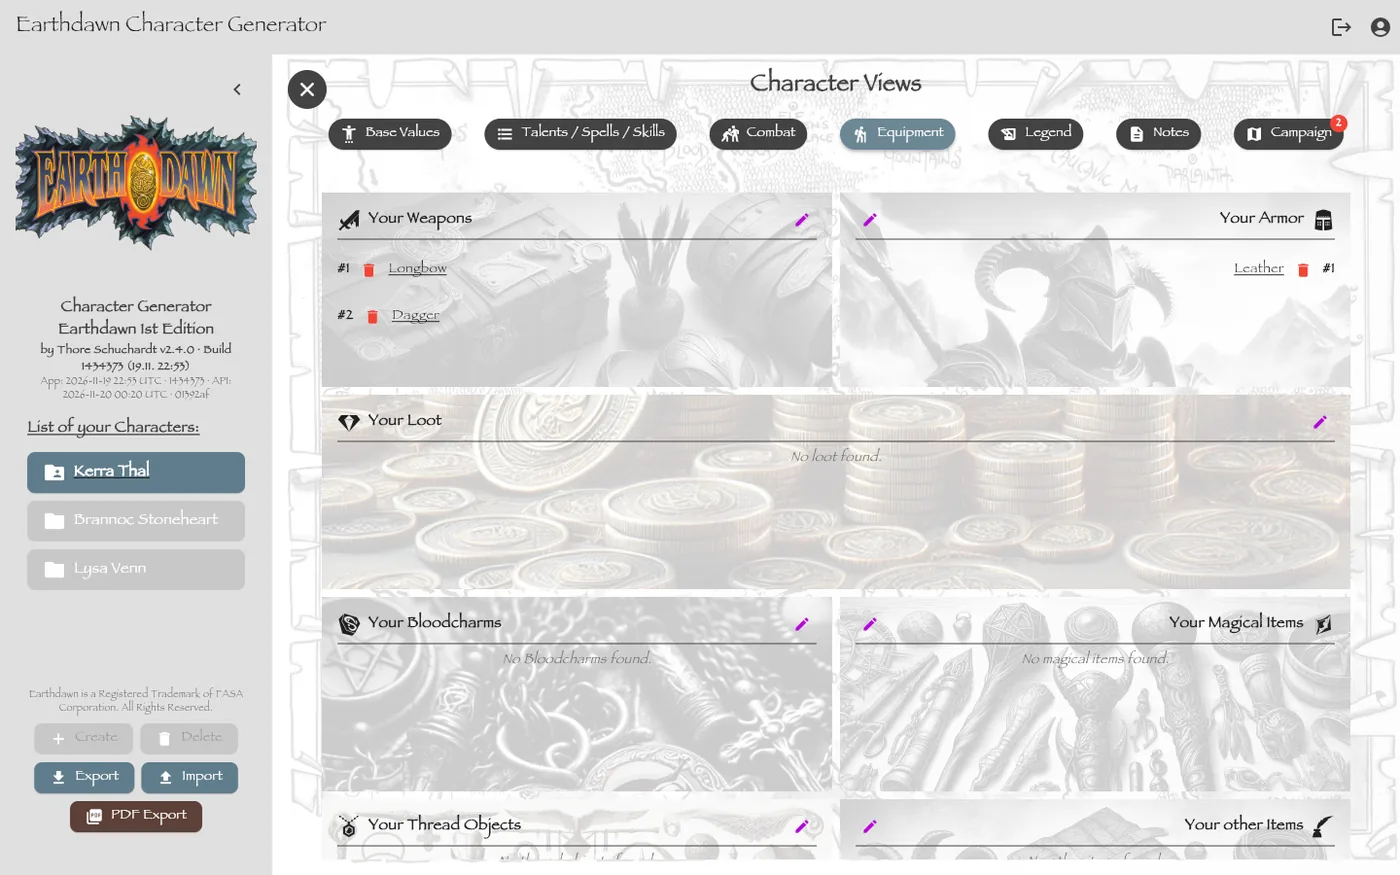 Earthdawn Character Generator
EARTHDAWN
Character Generator
Earthdawn 1st Edition
by Thore Schuchardt v2.4.0 · Build
1434373 (19.11. 22:53)
App: 2026-11-19 22:53 UTC · 1434373 · API:
2026-11-20 00:20 UTC · 01392af
List of your Characters:
Kerra Thal
Brannoc Stoneheart
Lysa Venn
Earthdawn is a Registered Trademark of FASA
Corporation. All Rights Reserved.
Create
Delete
Export
Import
PDF
PDF Export
Character Views
Base Values
Talents / Spells / Skills
Combat
Equipment
Legend
Notes
Campaign
2
Your Weapons
#1 Longbow
#2 Dagger
Your Armor
Leather #1
Your Loot
No loot found.
Your Bloodcharms
No Bloodcharms found.
Your Magical Items
No magical items found.
Your Thread Objects
Your other Items